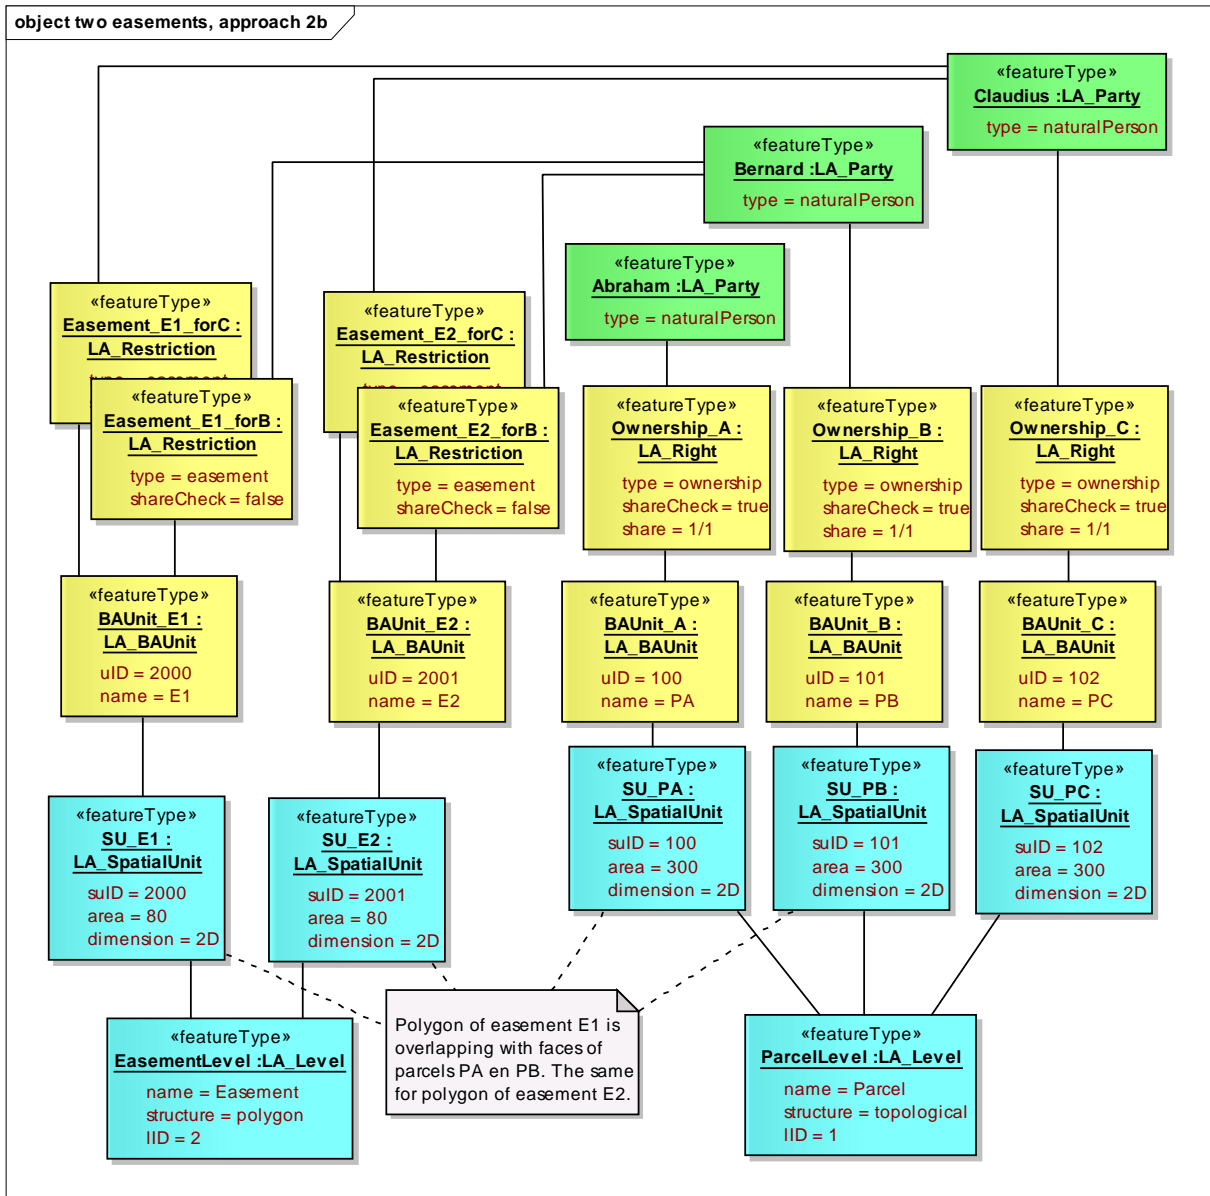 object two easements, approach 2b
«featureType»
Claudius :LA_Party
type = naturalPerson
«featureType»
Bernard :LA_Party
type = naturalPerson
«featureType»
Abraham :LA_Party
type = naturalPerson
«featureType»
Easement_E1_forC :
LA_Restriction
type = easement
«featureType»
Easement_E1_forB :
LA_Restriction
type = easement
shareCheck = false
«featureType»
Easement_E2_forC :
LA_Restriction
type = easement
«featureType»
Easement_E2_forB :
LA_Restriction
type = easement
shareCheck = false
«featureType»
Ownership_A :
LA_Right
type = ownership
shareCheck = true
share = 1/1
«featureType»
Ownership_B :
LA_Right
type = ownership
shareCheck = true
share = 1/1
«featureType»
Ownership_C :
LA_Right
type = ownership
shareCheck = true
share = 1/1
«featureType»
BAUnit_E1 :
LA_BAUnit
uID = 2000
name = E1
«featureType»
BAUnit_E2 :
LA_BAUnit
uID = 2001
name = E2
«featureType»
BAUnit_A :
LA_BAUnit
uID = 100
name = PA
«featureType»
BAUnit_B :
LA_BAUnit
uID = 101
name = PB
«featureType»
BAUnit_C :
LA_BAUnit
uID = 102
name = PC
«featureType»
SU_E1 :
LA_SpatialUnit
suID = 2000
area = 80
dimension = 2D
«featureType»
SU_E2 :
LA_SpatialUnit
suID = 2001
area = 80
dimension = 2D
«featureType»
SU_PA :
LA_SpatialUnit
suID = 100
area = 300
dimension = 2D
«featureType»
SU_PB :
LA_SpatialUnit
suID = 101
area = 300
dimension = 2D
«featureType»
SU_PC :
LA_SpatialUnit
suID = 102
area = 300
dimension = 2D
«featureType»
EasementLevel :LA_Level
name = Easement
structure = polygon
lID = 2
Polygon of easement E1 is
overlapping with faces of
parcels PA en PB. The same
for polygon of easement E2.
«featureType»
ParcelLevel :LA_Level
name = Parcel
structure = topological
lID = 1